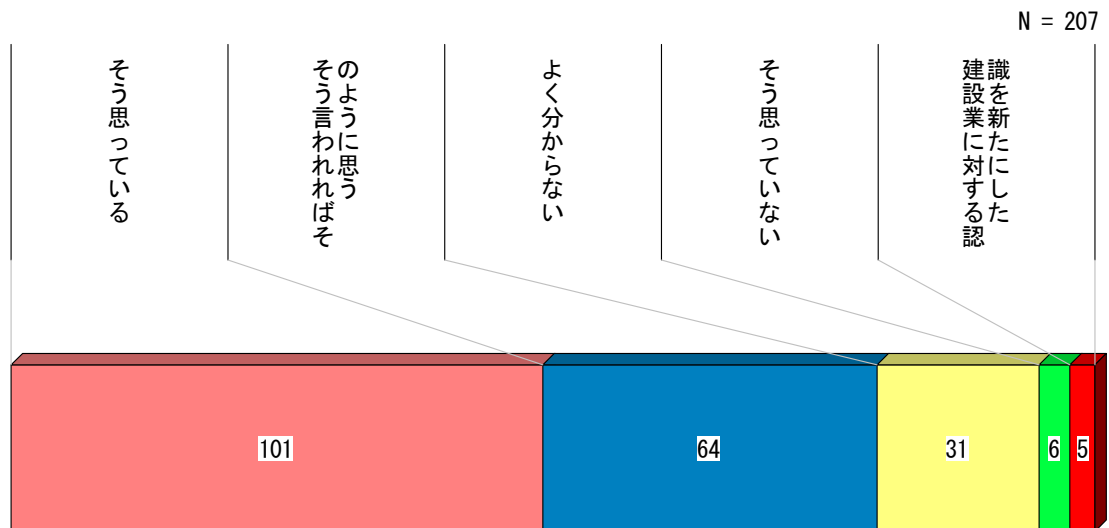 N = 207
そう思っている
そう言われればそ
のように思う
よく分からない
そう思っていない
建設業に対する認
識を新たにした
101
64
31
6
5